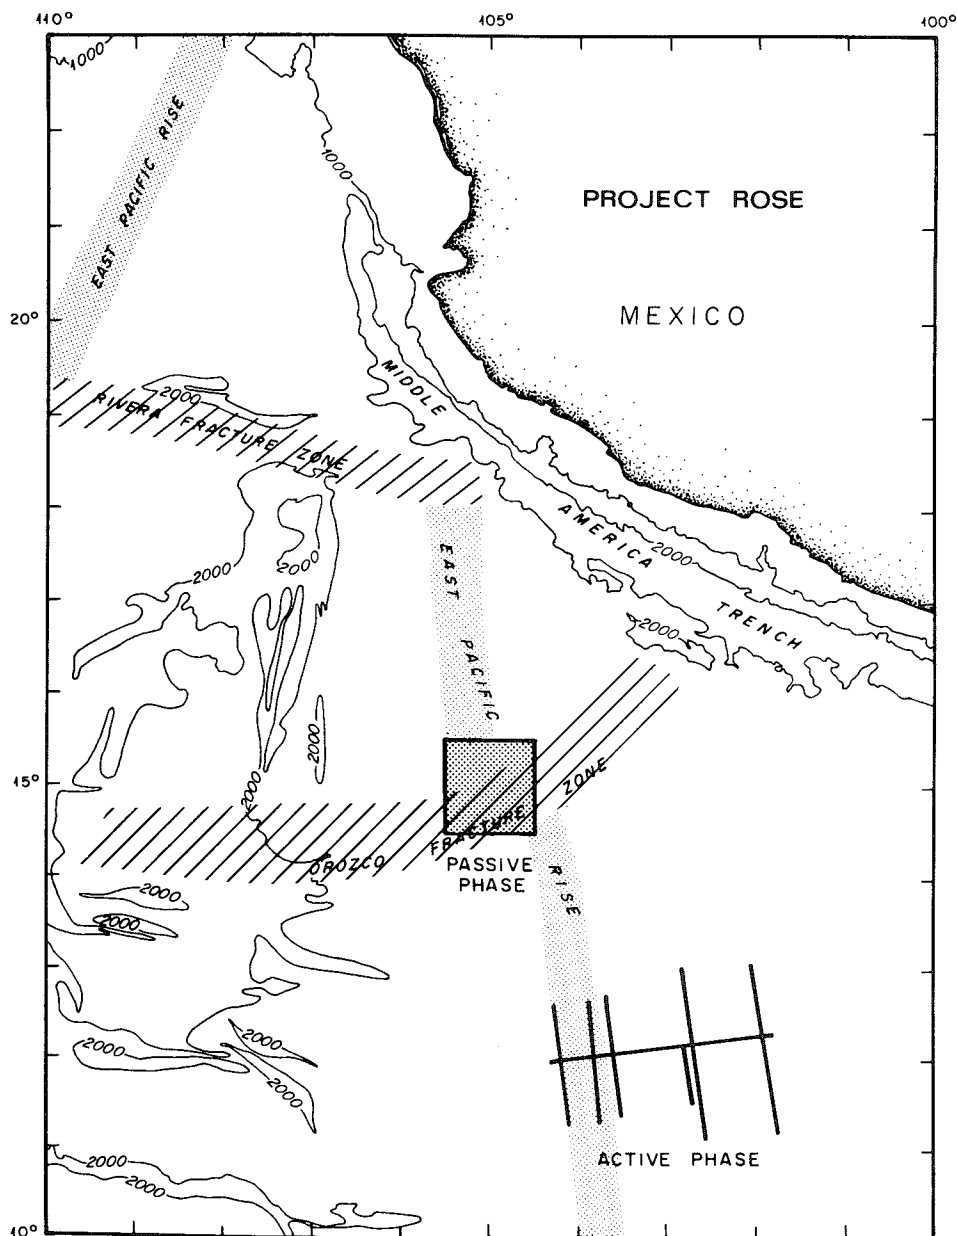 110°
105°
100°
1000
EAST PACIFIC RISE
1000
PROJECT ROSE
MEXICO
20°
MIDDLE
AMERICA
TRENCH
2000
RIVERA FRACTURE ZONE
2000
2000
2000
EAST
PACIFIC
2000
2000
2000
15°
2000
ZONE
FRACTURE
OROZCO
PASSIVE
PHASE
RISE
2000
2000
2000
2000
2000
ACTIVE PHASE
2000
2000
10°